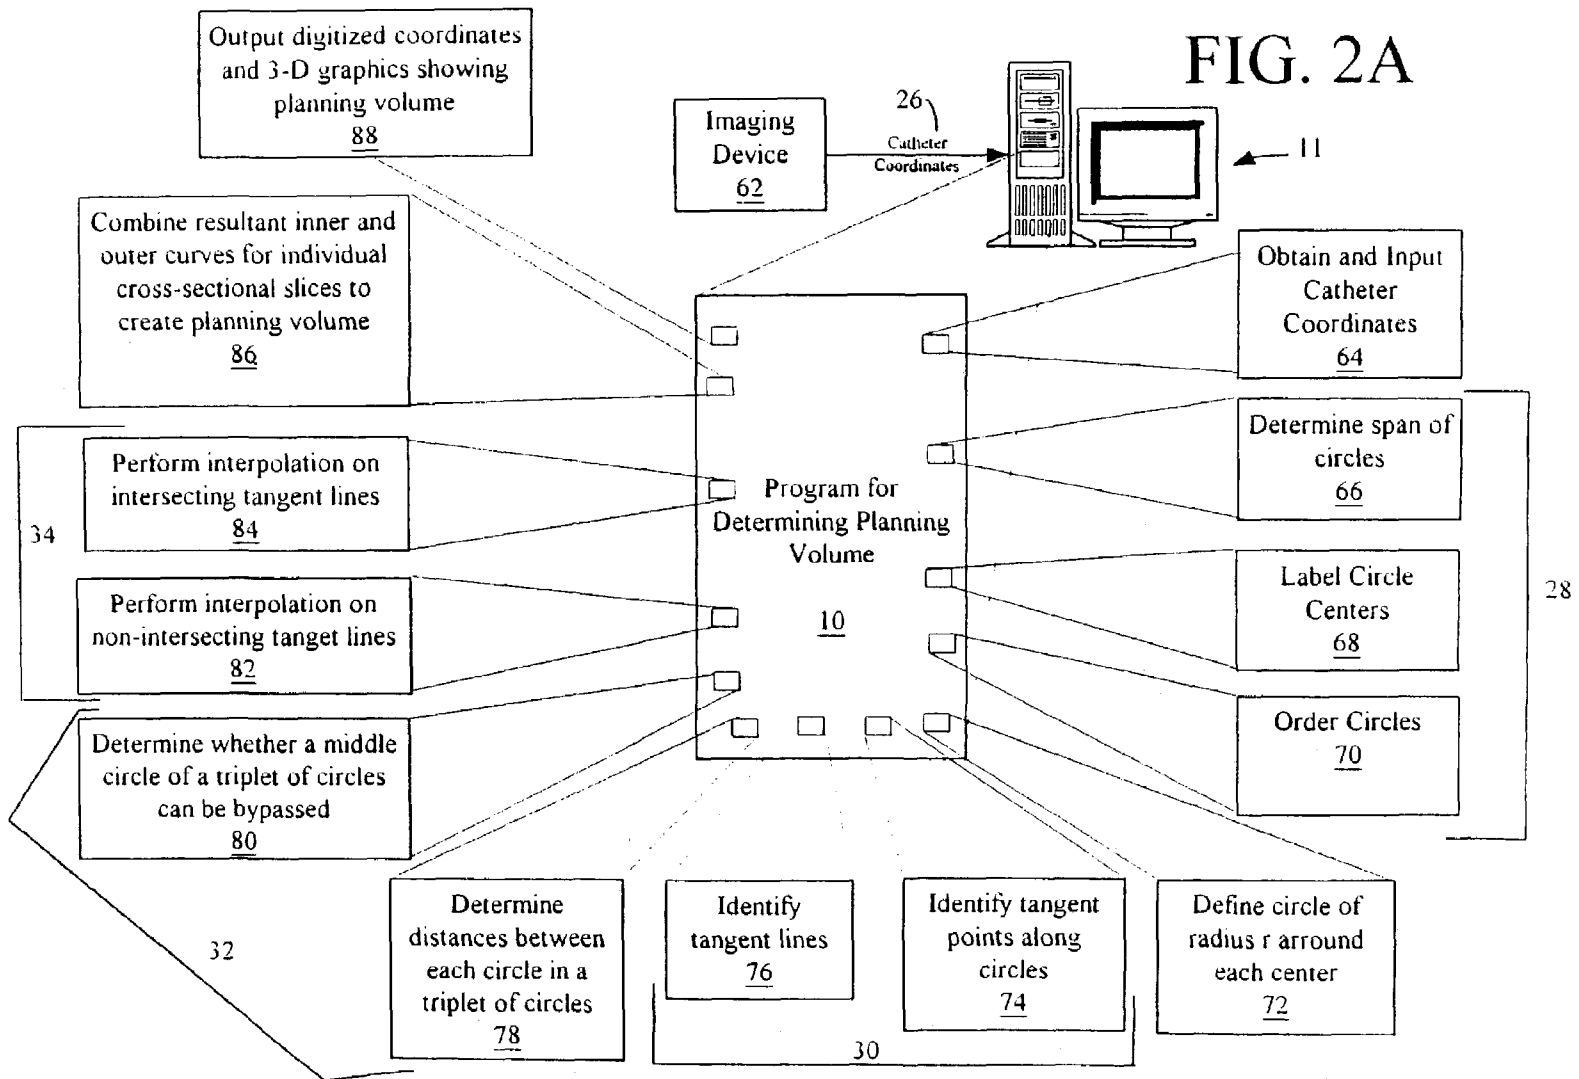 FIG. 2A
Output digitized coordinates
and 3-D graphics showing
planning volume
88
Imaging
Device
62
26
Catheter
Coordinates
11
Combine resultant inner and
outer curves for individual
cross-sectional slices to
create planning volume
86
Obtain and Input
Catheter
Coordinates
64
Perform interpolation on
intersecting tangent lines
84
34
Program for
Determining Planning
Volume
10
Determine span of
circles
66
Perform interpolation on
non-intersecting tanget lines
82
Label Circle
Centers
68
28
Determine whether a middle
circle of a triplet of circles
can be bypassed
80
Order Circles
70
32
Determine
distances between
each circle in a
triplet of circles
78
Identify
tangent lines
76
Identify tangent
points along
circles
74
Define circle of
radius r arround
each center
72
30